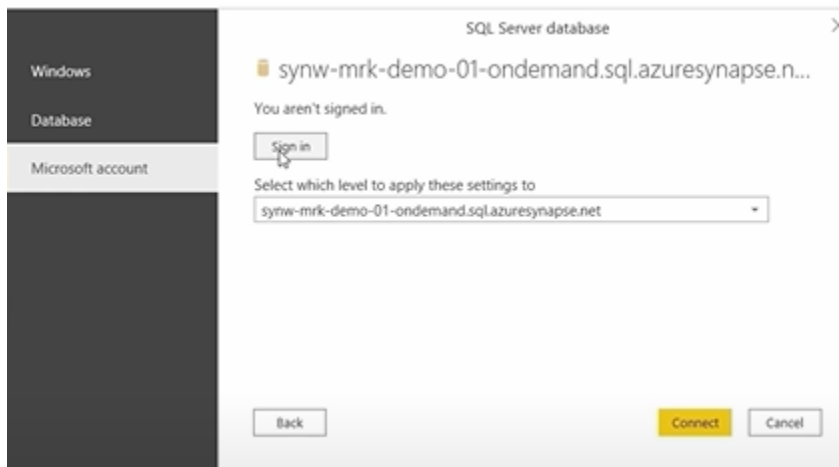 SQL Server database
Windows
Database
Microsoft account
synw-mrk-demo-01-ondemand.sql.azuresynapse.n...
You aren't signed in.
Sign in
Select which level to apply these settings to
synw-mrk-demo-01-ondemand.sql.azuresynapse.net
Back
Connect
Cancel